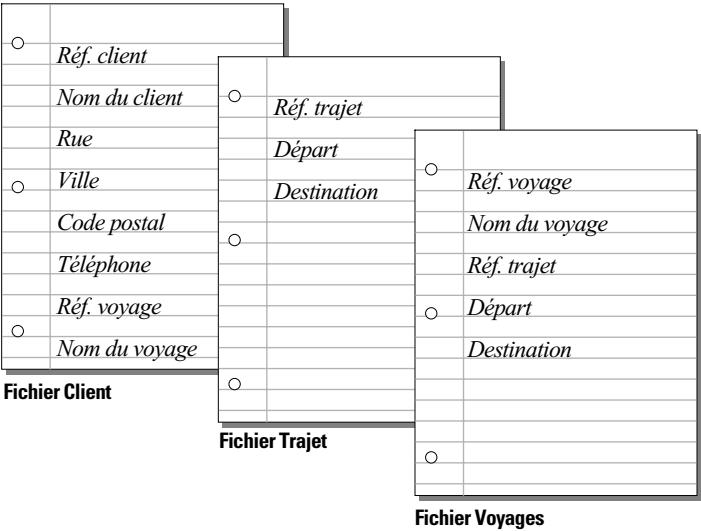 Réf. client
Nom du client
Rue
Ville
Code postal
Téléphone
Réf. voyage
Nom du voyage
Fichier Client
Réf. trajet
Départ
Destination
Fichier Trajet
Réf. voyage
Nom du voyage
Réf. trajet
Départ
Destination
Fichier Voyages